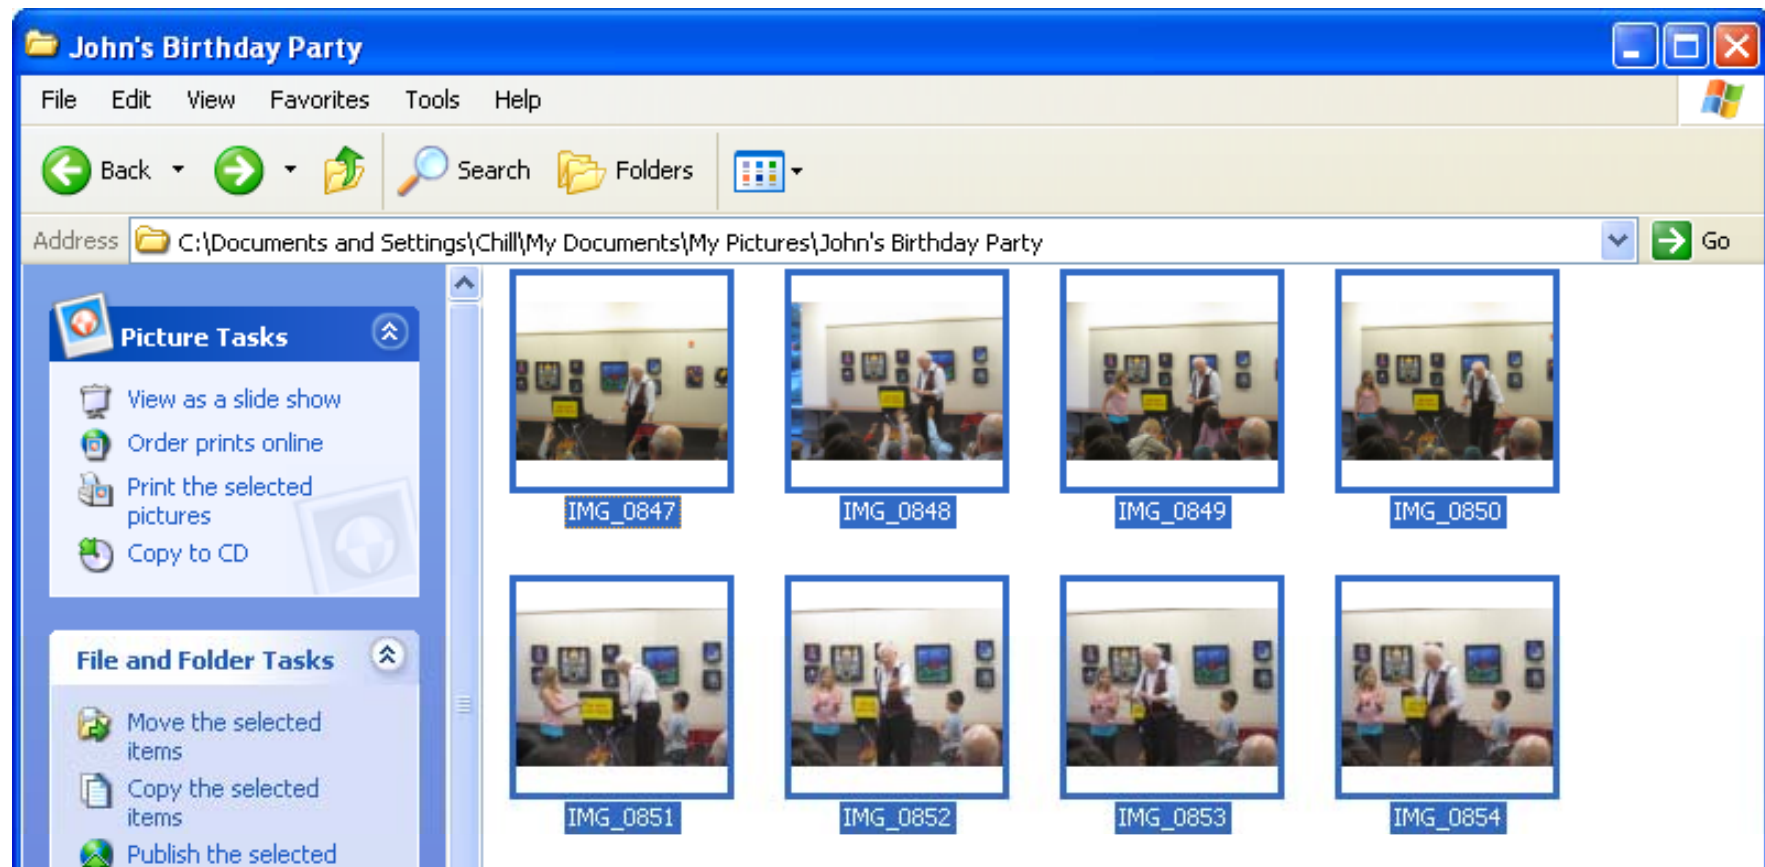 John's Birthday Party
File Edit View Favorites Tools Help
Back Search Folders
Address C:\Documents and Settings\Chill\My Documents\My Pictures\John's Birthday Party Go
Picture Tasks
View as a slide show
Order prints online
Print the selected
pictures
Copy to CD
File and Folder Tasks
Move the selected
items
Copy the selected
items
Publish the selected
IMG_0847 IMG_0848 IMG_0849 IMG_0850
IMG_0851 IMG_0852 IMG_0853 IMG_0854